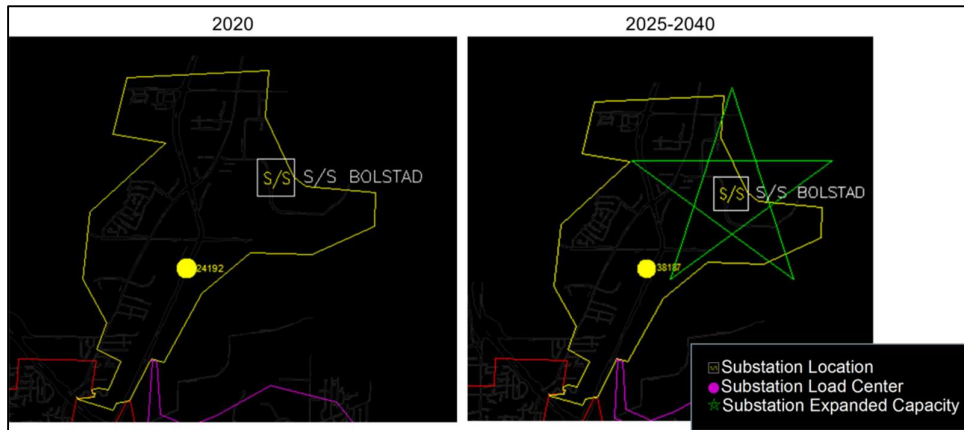 2020
2025-2040
S/S S/S BOLSTAD
S/S S/S BOLSTAD
24192
38187
Substation Location
Substation Load Center
Substation Expanded Capacity